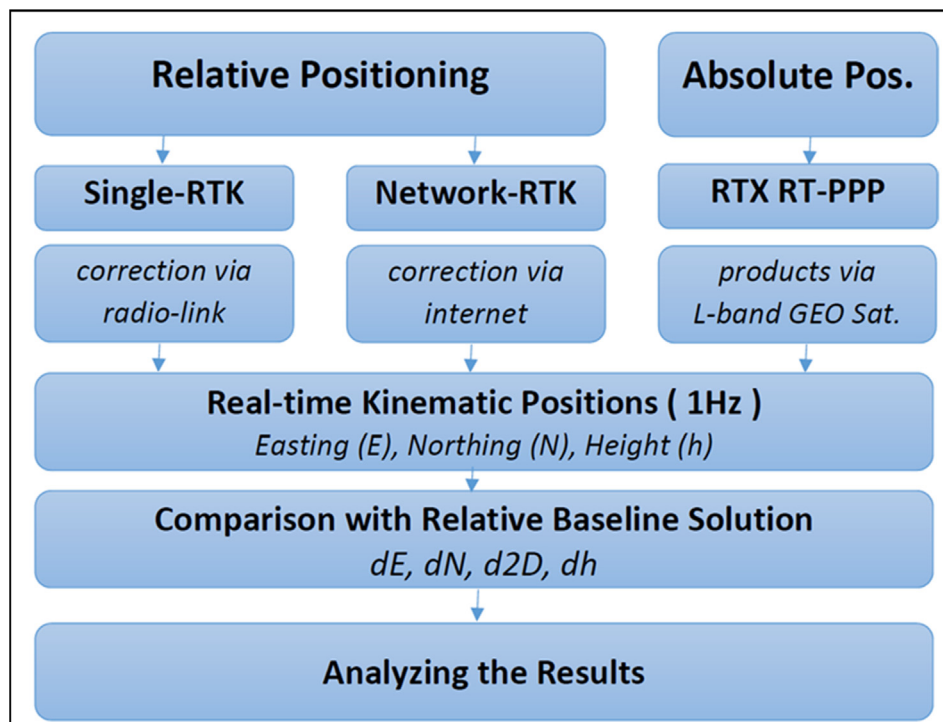 Relative Positioning
Absolute Pos.
Single-RTK
Network-RTK
RTX RT-PPP
correction via
radio-link
correction via
internet
products via
L-band GEO Sat.
Real-time Kinematic Positions ( 1Hz )
Easting (E), Northing (N), Height (h)
Comparison with Relative Baseline Solution
dE, dN, d2D, dh
Analyzing the Results